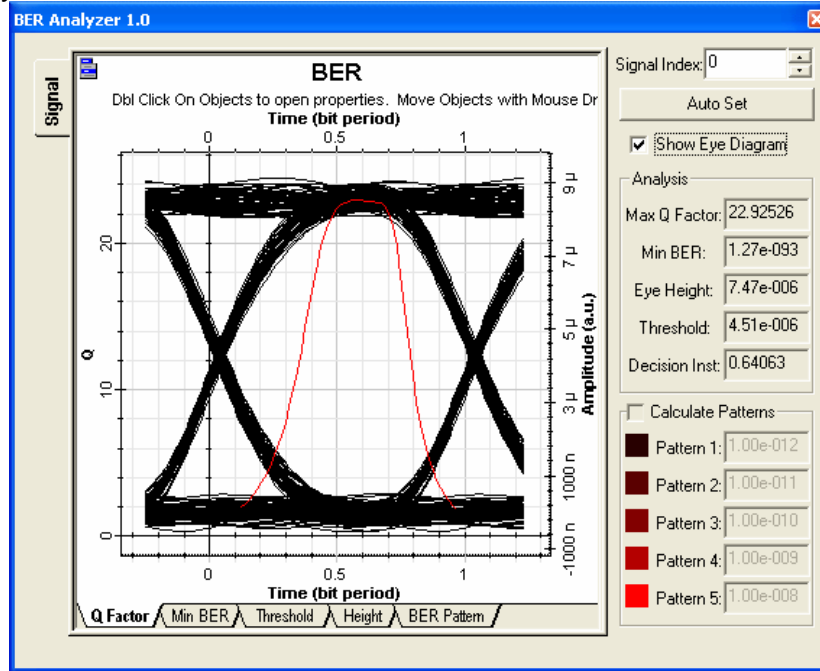 BER Analyzer 1.0
Signal
BER
Dbl Click On Objects to open properties. Move Objects with Mouse Dr
Time (bit period)
0 0.5 1
Q
20
10
0
9 µ
7 µ
5 µ
3 µ
1000 n
-1000 n
Amplitude (a.u.)
0 0.5 1
Time (bit period)
Q Factor Min BER Threshold Height BER Pattern
Signal Index: 0
Auto Set
Show Eye Diagram
Analysis
Max Q Factor: 22.92526
Min BER: 1.27e-093
Eye Height: 7.47e-006
Threshold: 4.51e-006
Decision Inst: 0.64063
Calculate Patterns
Pattern 1: 1.00e-012
Pattern 2: 1.00e-011
Pattern 3: 1.00e-010
Pattern 4: 1.00e-009
Pattern 5: 1.00e-008